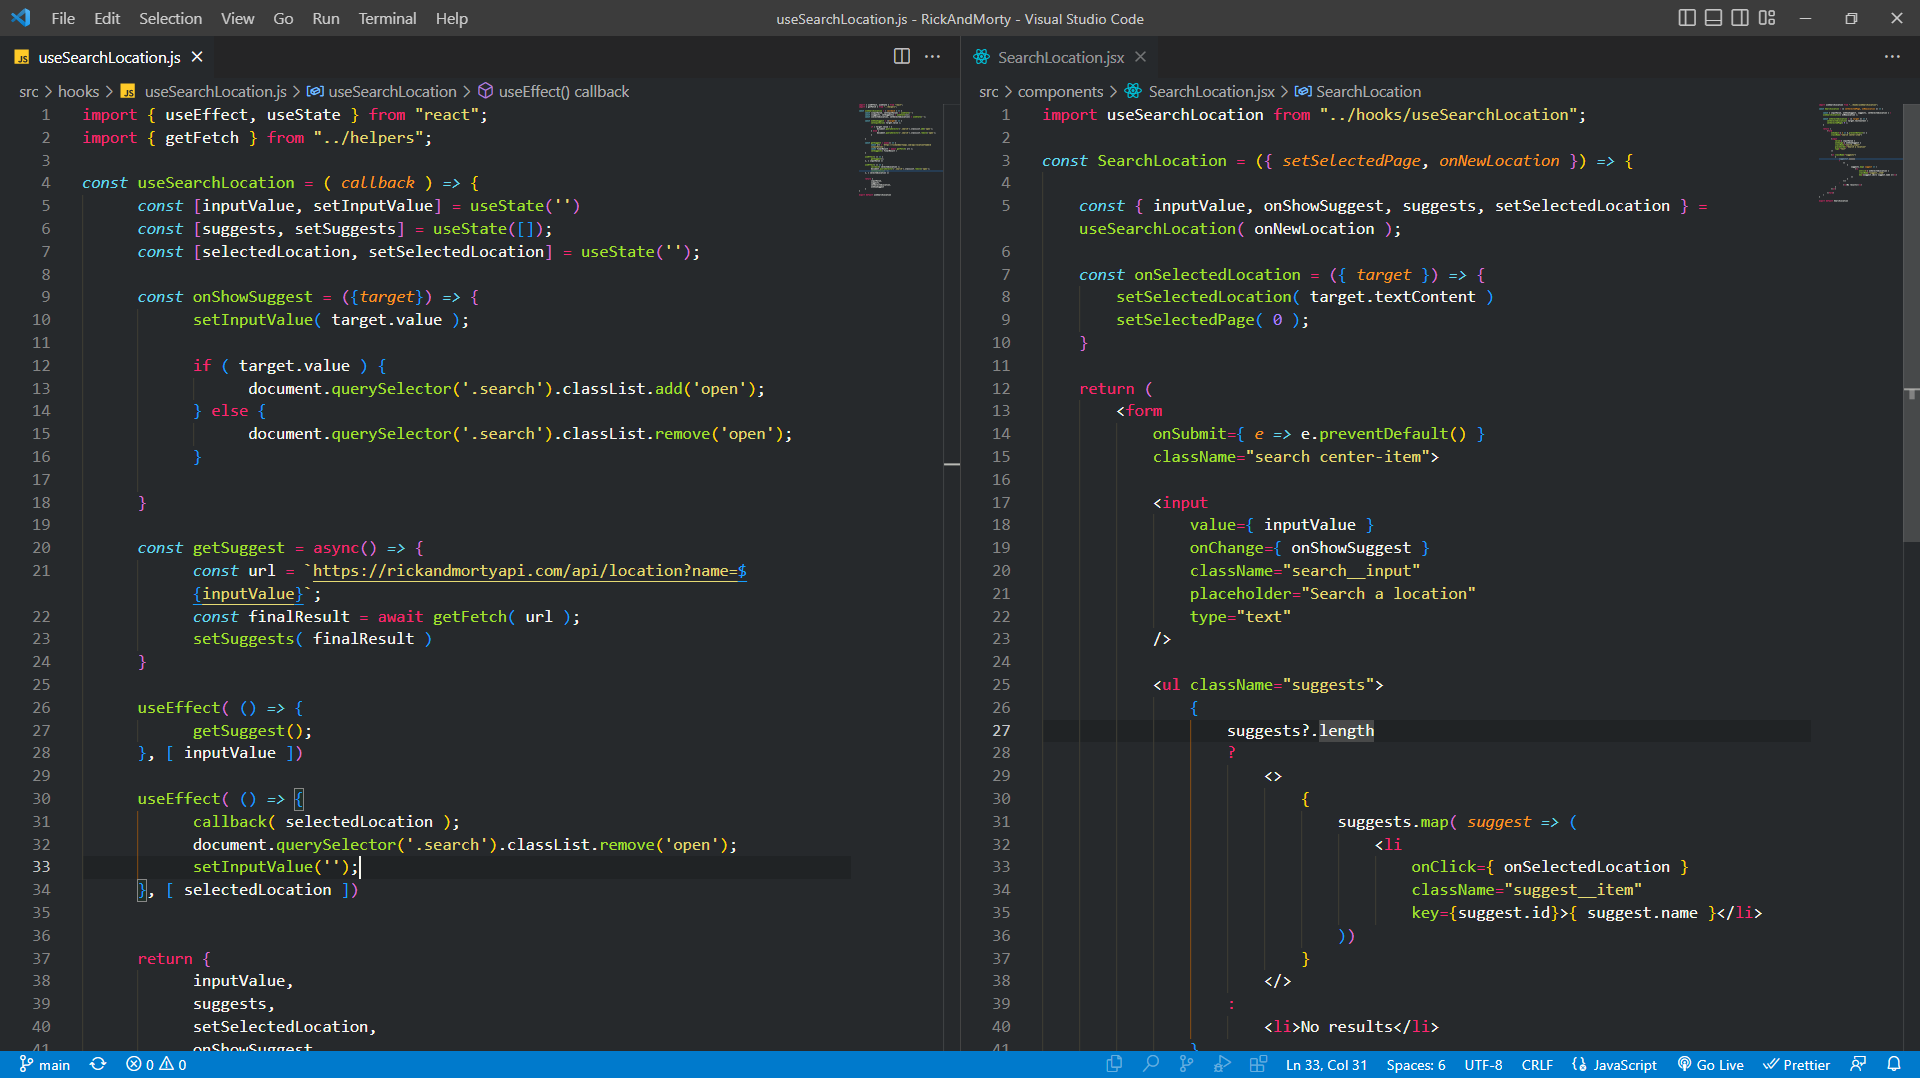 File Edit Selection View Go Run Terminal Help
useSearchLocation.js - RickAndMorty - Visual Studio Code
JS useSearchLocation.js
src > hooks > JS useSearchLocation.js > useSearchLocation > useEffect() callback
1 import { useEffect, useState } from "react";
2 import { getFetch } from "../helpers";
3
4 const useSearchLocation = ( callback ) => {
5 const [inputValue, setInputValue] = useState('')
6 const [suggests, setSuggests] = useState([]);
7 const [selectedLocation, setSelectedLocation] = useState('');
8
9 const onShowSuggest = ({target}) => {
10 setInputValue( target.value );
11
12 if ( target.value ) {
13 document.querySelector('.search').classList.add('open');
14 } else {
15 document.querySelector('.search').classList.remove('open');
16 }
17
18 }
19
20 const getSuggest = async() => {
21 const url = `https://rickandmortyapi.com/api/location?name=$
{inputValue}`;
22 const finalResult = await getFetch( url );
23 setSuggests( finalResult )
24 }
25
26 useEffect( () => {
27 getSuggest();
28 }, [ inputValue ])
29
30 useEffect( () => {
31 callback( selectedLocation );
32 document.querySelector('.search').classList.remove('open');
33 setInputValue('');
34 }, [ selectedLocation ])
35
36
37 return {
38 inputValue,
39 suggests,
40 setSelectedLocation,
41 onShowSuggest
SearchLocation.jsx
src > components > SearchLocation.jsx > SearchLocation
1 import useSearchLocation from "../hooks/useSearchLocation";
2
3 const SearchLocation = ({ setSelectedPage, onNewLocation }) => {
4
5 const { inputValue, onShowSuggest, suggests, setSelectedLocation } =
useSearchLocation( onNewLocation );
6
7 const onSelectedLocation = ({ target }) => {
8 setSelectedLocation( target.textContent )
9 setSelectedPage( 0 );
10 }
11
12 return (
13 <form
14 onSubmit={ e => e.preventDefault() }
15 className="search center-item">
16
17 <input
18 value={ inputValue }
19 onChange={ onShowSuggest }
20 className="search__input"
21 placeholder="Search a location"
22 type="text"
23 />
24
25 <ul className="suggests">
26 {
27 suggests?.length
28 ?
29 <>
30 {
31 suggests.map( suggest => (
32 <li
33 onClick={ onSelectedLocation }
34 className="suggest__item"
35 key={suggest.id}>{ suggest.name }</li>
36 ))
37 }
38 </>
39 :
40 <li>No results</li>
41 }
main 0 0 Ln 33, Col 31 Spaces: 6 UTF-8 CRLF JavaScript Go Live Prettier